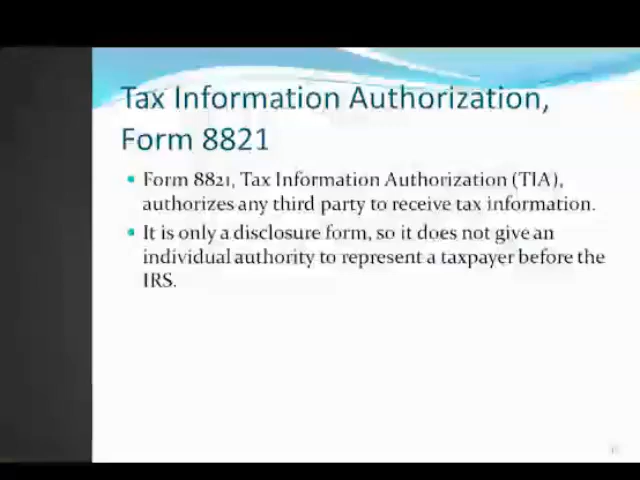 Tax Information Authorization,
Form 8821
• Form 8821, Tax Information Authorization (TIA),
authorizes any third party to receive tax information.
• It is only a disclosure form, so it does not give an
individual authority to represent a taxpayer before the
IRS.